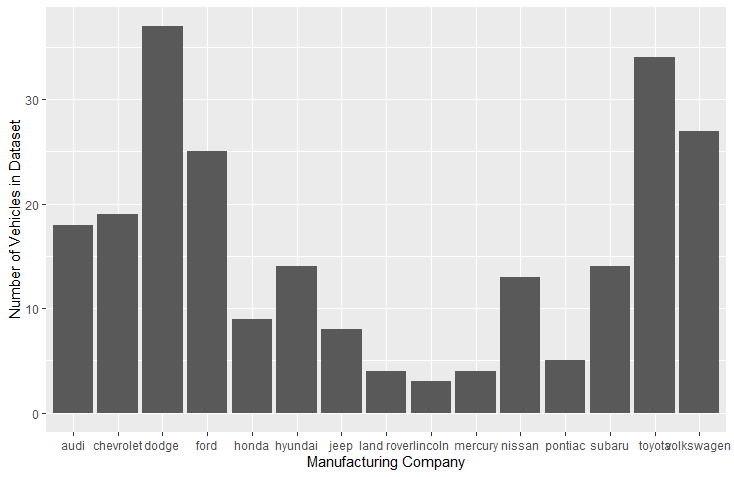 Number of Vehicles in Dataset
30
20
10
0
audi chevrolet dodge ford honda hyundai jeep land rover lincoln mercury nissan pontiac subaru toyota volkswagen
Manufacturing Company